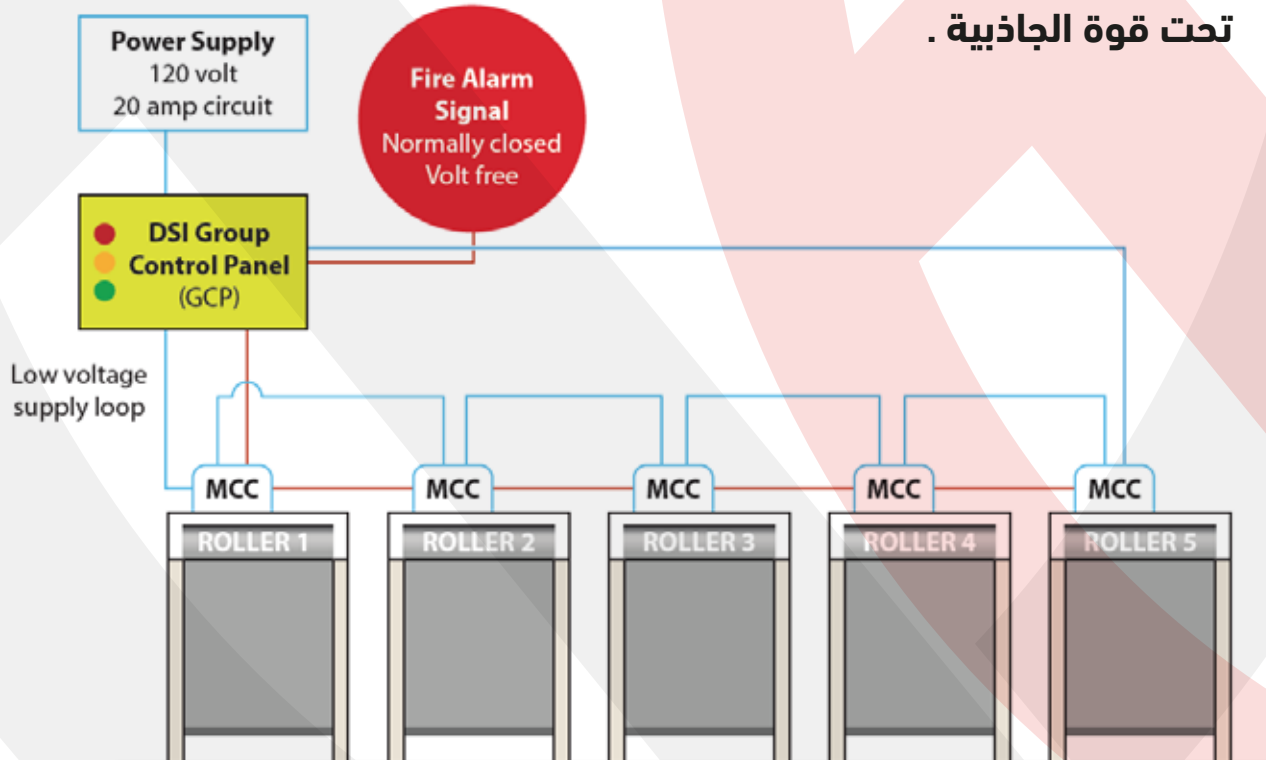 تحت قوة الجاذبية .
Power Supply
120 volt
20 amp circuit
Fire Alarm
Signal
Normally closed
Volt free
DSI Group
Control Panel
(GCP)
Low voltage
supply loop
MCC
MCC
MCC
MCC
MCC
ROLLER 1
ROLLER 2
ROLLER 3
ROLLER 4
ROLLER 5